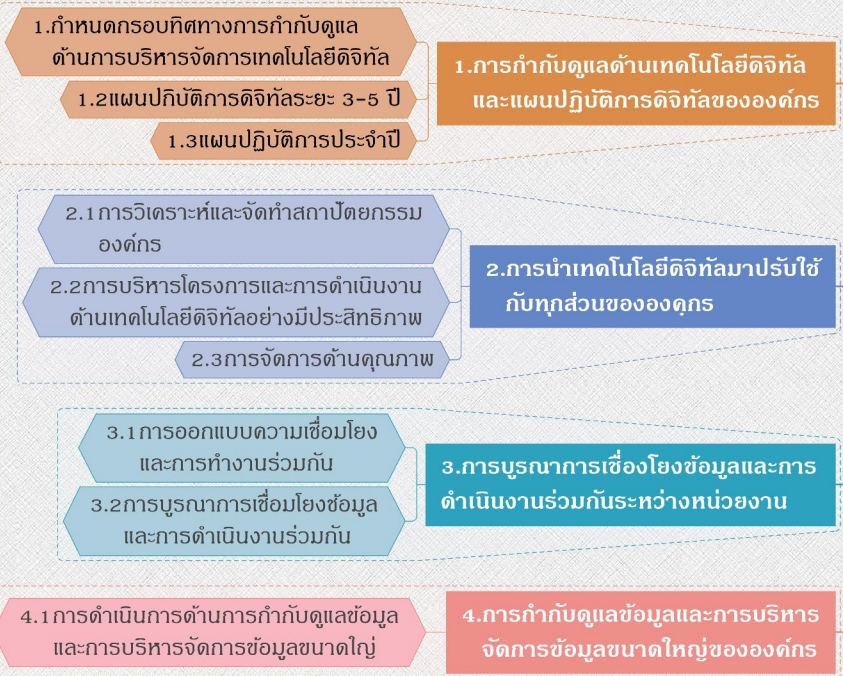 1.กำหนดกรอบทิศทางการกำกับดูแล
ด้านการบริหารจัดการเทคโนโลยีดิจิทัล
1.2แผนปกิบัติการดิจิทัลระยะ 3-5 ปี
1.3แผนปฏิบัติการประจำปี
1.การกำกับดูแลด้านเทคโนโลยีดิจิทัล
และแผนปฏิบัติการดิจิทัลขององค์กร
2.1การวิเคราะห์และจัดทำสถาปัตยกรรม
องค์กร
2.2การบริหารโครงการและการดำเนินงาน
ด้านเทคโนโลยีดิจิทัลอย่างมีประสิทธิภาพ
2.3การจัดการด้านคุณภาพ
2.การนำเทคโนโลยีดิจิทัลมาปรับใช้
กับทุกส่วนขององคุกร
3.1การออกแบบความเชื่อมโยง
และการทำงานร่วมกัน
3.2การบูรณาการเชื่อมโยงข้อมูล
และการดำเนินงานร่วมกัน
3.การบูรณาการเชื่องโยงข้อมูลและการ
ดำเนินงานร่วมกันระหว่างหน่วยงาน
4.1การดำเนินการด้านการกำกับดูแลข้อมูล
และการบริหารจัดการข้อมูลขนาดใญ่
4.การกำกับดูแลข้อมูลและการบริหาร
จัดการข้อมูลขนาดใหญ่ขององค์กร